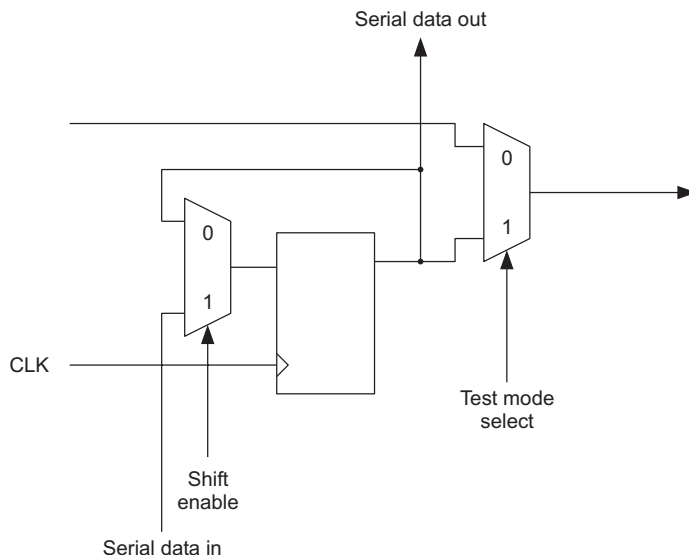 Serial data out
0
1
0
1
CLK
Test mode
select
Shift
enable
Serial data in